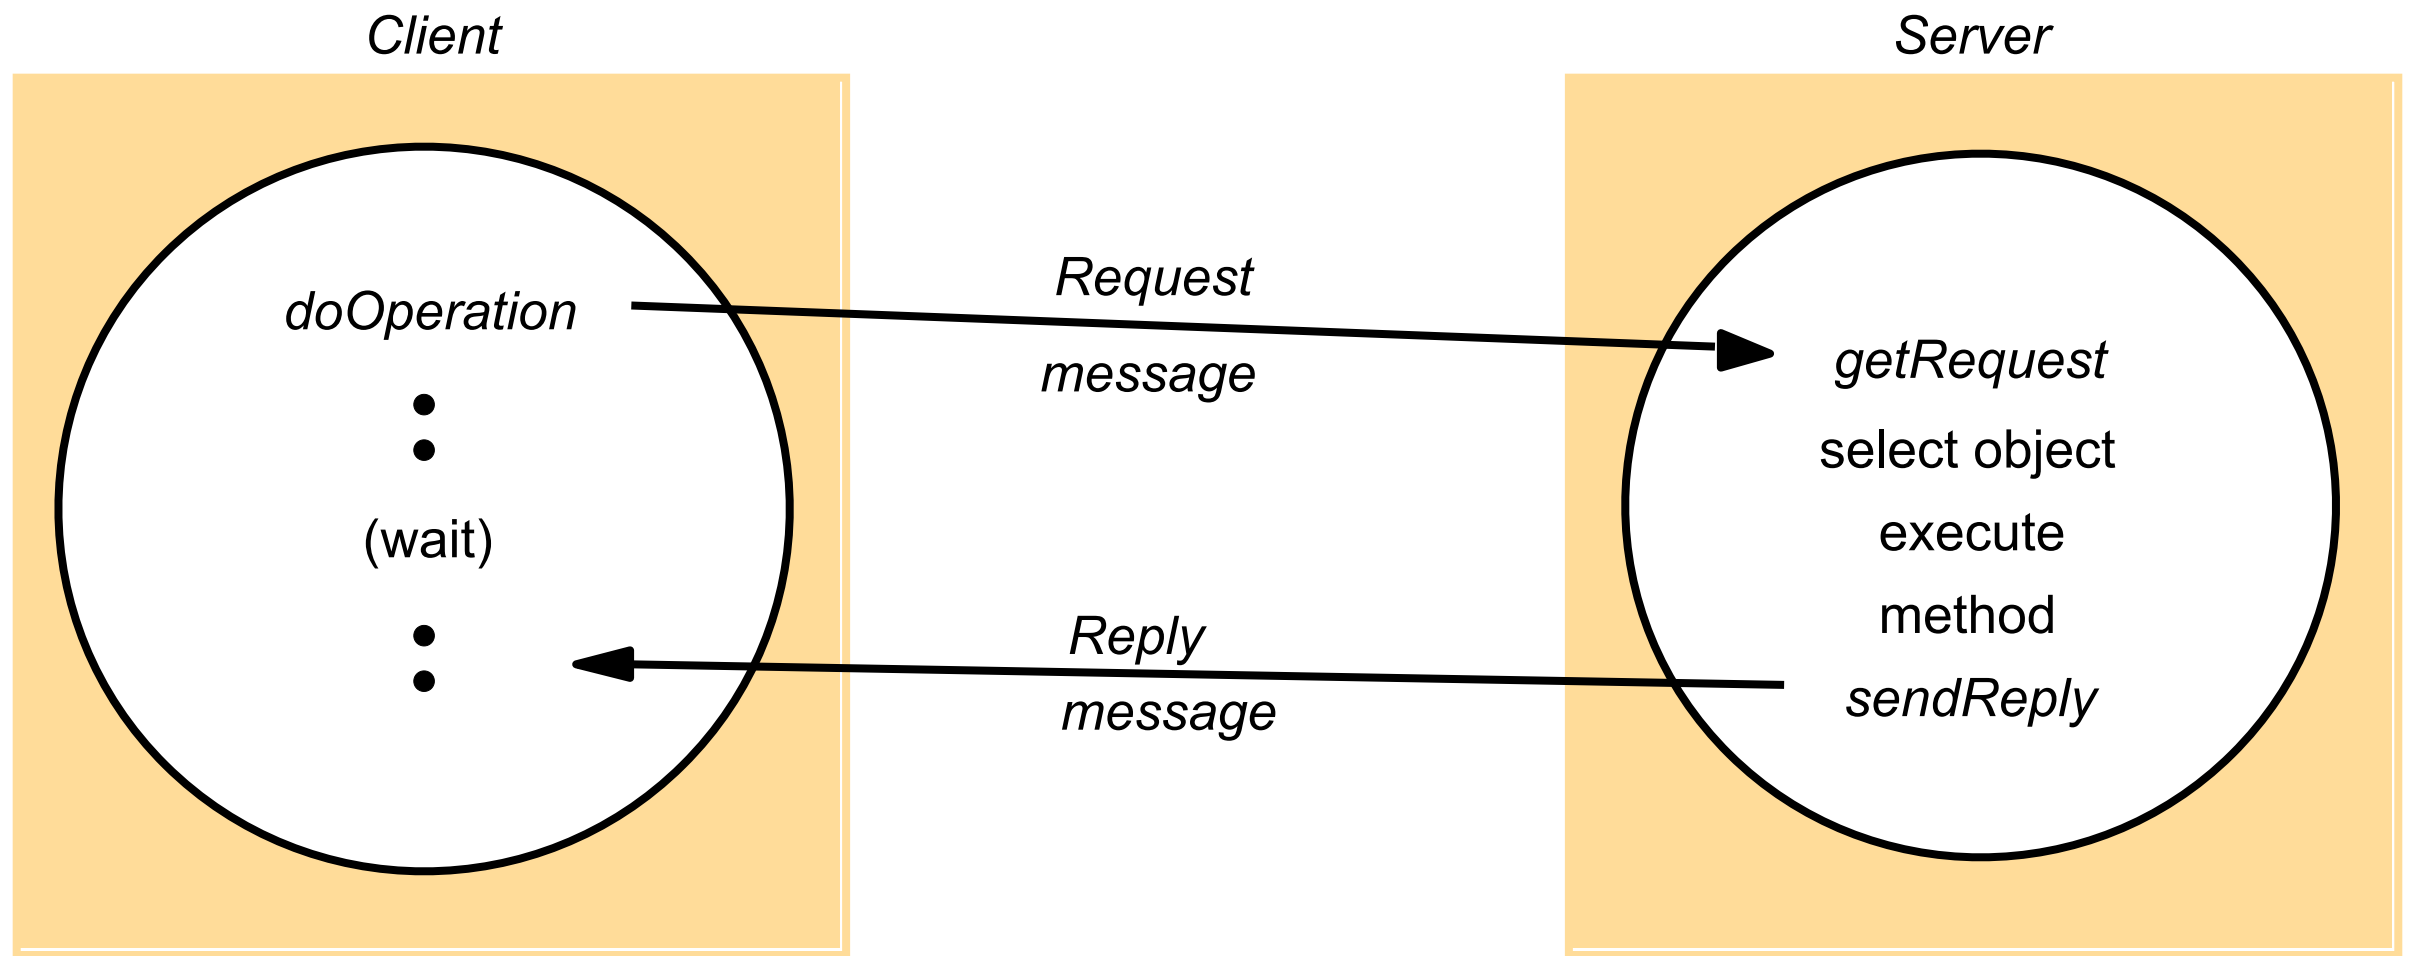 Client
Server
doOperation
(wait)
Request
message
Reply
message
getRequest
select object
execute
method
sendReply